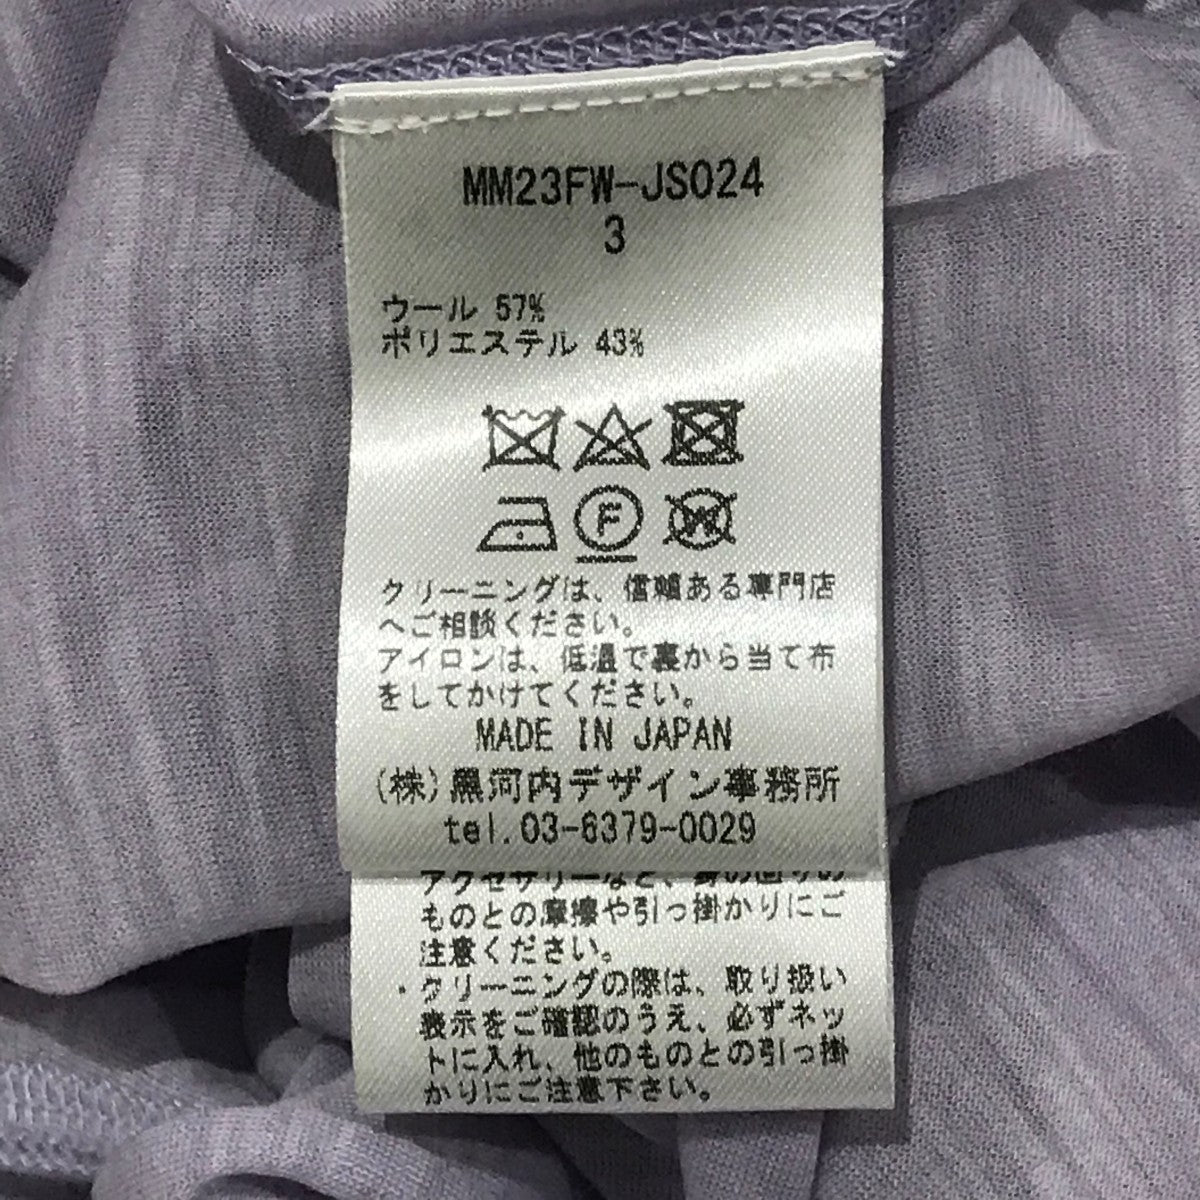 MM23FW-JS024
3
ウール 57%
ポリエステル 43%
F
W
クリーニングは、信頼ある専門店
へご相談ください。
アイロンは、低温で裏から当て布
をしてかけてください。
MADE IN JAPAN
(株)黒河内デザイン事務所
tel.03-6379-0029
アクセサリーなど、身の回りの
ものとの摩擦や引っ掛かりにご
注意ください。
・クリーニングの際は、取り扱い
表示をご確認のうえ、必ずネッ
トに入れ、他のものとの引っ掛
かりにご注意下さい。